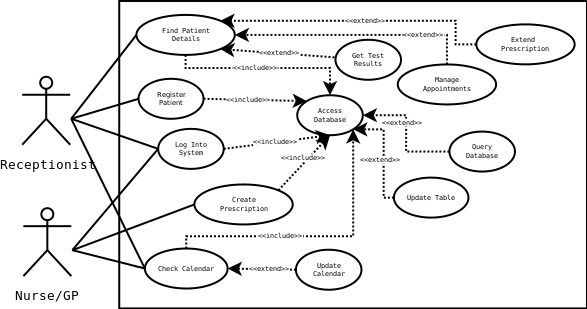 Find Patient
Details
<<extend>>
<<extend>>
Extend
Prescription
<<extend>>
Get Test
Results
<<include>>
Manage
Appointments
Register
Patient
<<include>>
Access
Database
<<extend>>
Log Into
System
<<include>>
<<include>>
<<extend>>
Query
Database
Receptionist
Create
Prescription
Update Table
<<include>>
Check Calendar
<<extend>>
Update
Calendar
Nurse/GP